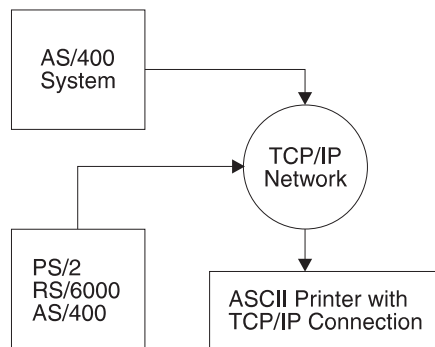 AS/400
System
TCP/IP
Network
PS/2
RS/6000
AS/400
ASCII Printer with
TCP/IP Connection